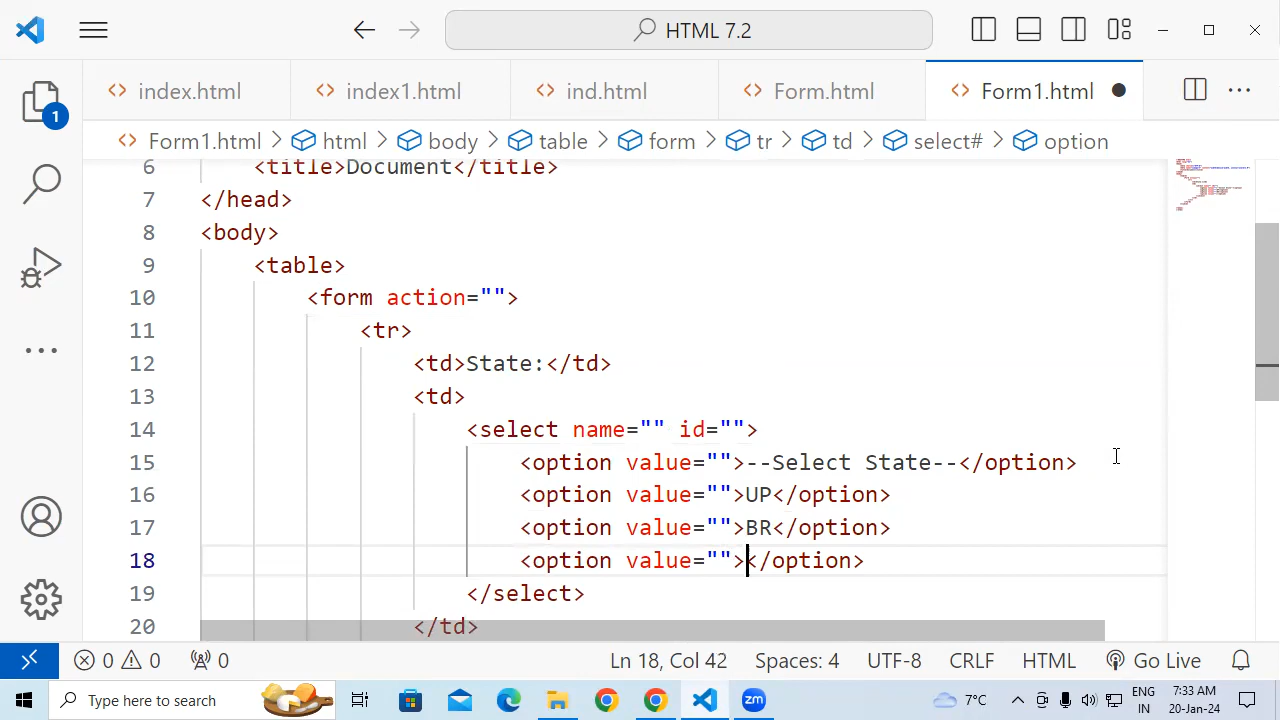 HTML 7.2
index.html
index1.html
ind.html
Form.html
Form1.html
Form1.html > html > body > table > form > tr > td > select# > option
1
6 <title>Document</title>
7 </head>
8 <body>
9 <table>
10 <form action="">
11 <tr>
12 <td>State:</td>
13 <td>
14 <select name="" id="">
15 <option value="">--Select State--</option>
16 <option value="">UP</option>
17 <option value="">BR</option>
18 <option value=""></option>
19 </select>
20 </td>
0 0 0 Ln 18, Col 42 Spaces: 4 UTF-8 CRLF HTML Go Live
Type here to search
zm
7°C
ENG
IN
7:33 AM
20-Jan-24